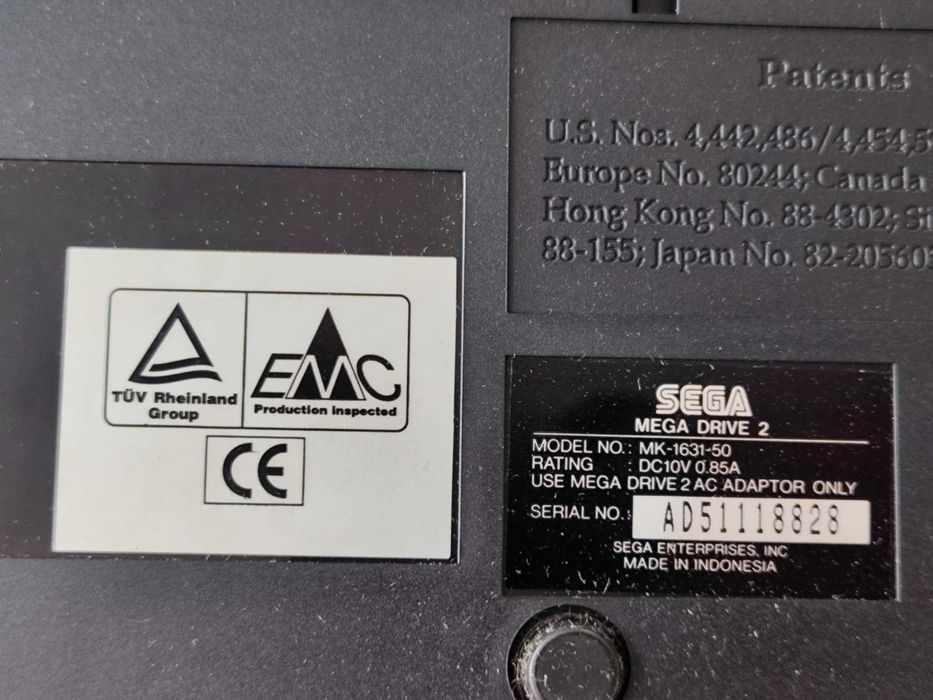 Patents
U.S. Nos. 4,442,486/4,454,5
Europe No. 80244; Canada
Hong Kong No. 88-4302; Si
88-155; Japan No. 82-205605
TÜV Rheinland
Group
EMC
Production inspected
CE
SEGA
MEGA DRIVE 2
MODEL NO.: MK-1631-50
RATING : DC10V 0.85A
USE MEGA DRIVE 2 AC ADAPTOR ONLY
SERIAL NO.: AD51118828
SEGA ENTERPRISES, INC
MADE IN INDONESIA